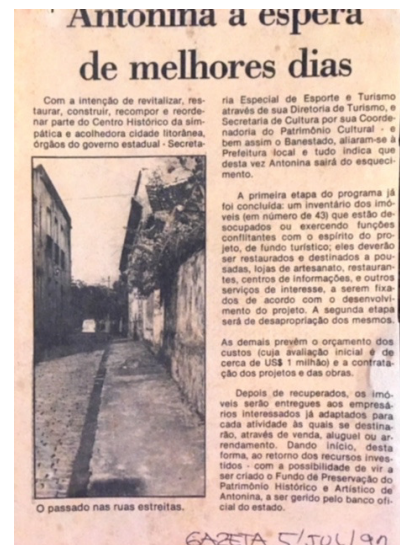 Antonina à espera
de melhores dias
Com a intenção de revitalizar, res-
taurar, construir, recompor e reorde-
nar parte do Centro Histórico da sim-
pática e acolhedora cidade litorânea,
órgãos do governo estadual - Secreta-
ria Especial de Esporte e Turismo
através de sua Diretoria de Turismo, e
Secretaria de Cultura por sua Coorde-
nadoria do Patrimônio Cultural - e
bem assim o Banestado, aliaram-se à
Prefeitura local e tudo indica que
desta vez Antonina sairá do esqueci-
mento.
A primeira etapa do programa já
foi concluída: um inventário dos imó-
veis (em número de 43) que estão de-
socupados ou exercendo funções
conflitantes com o espírito do pro-
jeto, de fundo turístico; eles deverão
ser restaurados e destinados a pou-
sadas, lojas de artesanato, restauran-
tes, centros de informações, e outros
serviços de interesse, a serem fixa-
dos de acordo com o desenvolvi-
mento do projeto. A segunda etapa
será de desapropriação dos mesmos.
As demais prevêm o orçamento dos
custos (cuja avaliação inicial é de
cerca de US$ 1 milhão) e a contrata-
ção dos projetos e das obras.
Depois de recuperados, os imó-
veis serão entregues aos empresá-
rios interessados já adaptados para
cada atividade às quais se destina-
rão, através de venda, aluguel ou ar-
rendamento. Dando início, desta
forma, ao retorno dos recursos inves-
tidos - com a possibilidade de vir a
ser criado o Fundo de Preservação do
Patrimônio Histórico e Artístico de
Antonina, a ser gerido pelo banco ofi-
cial do estado.
O passado nas ruas estreitas.
GAZETA 5/JUL/90